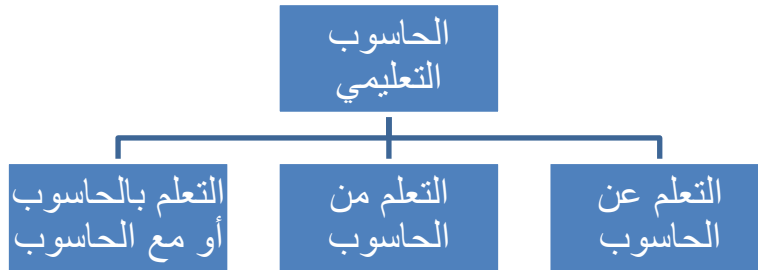 الحاسوب
التعليمي
التعلم عن
الحاسوب
التعلم من
الحاسوب
التعلم بالحاسوب
أو مع الحاسوب